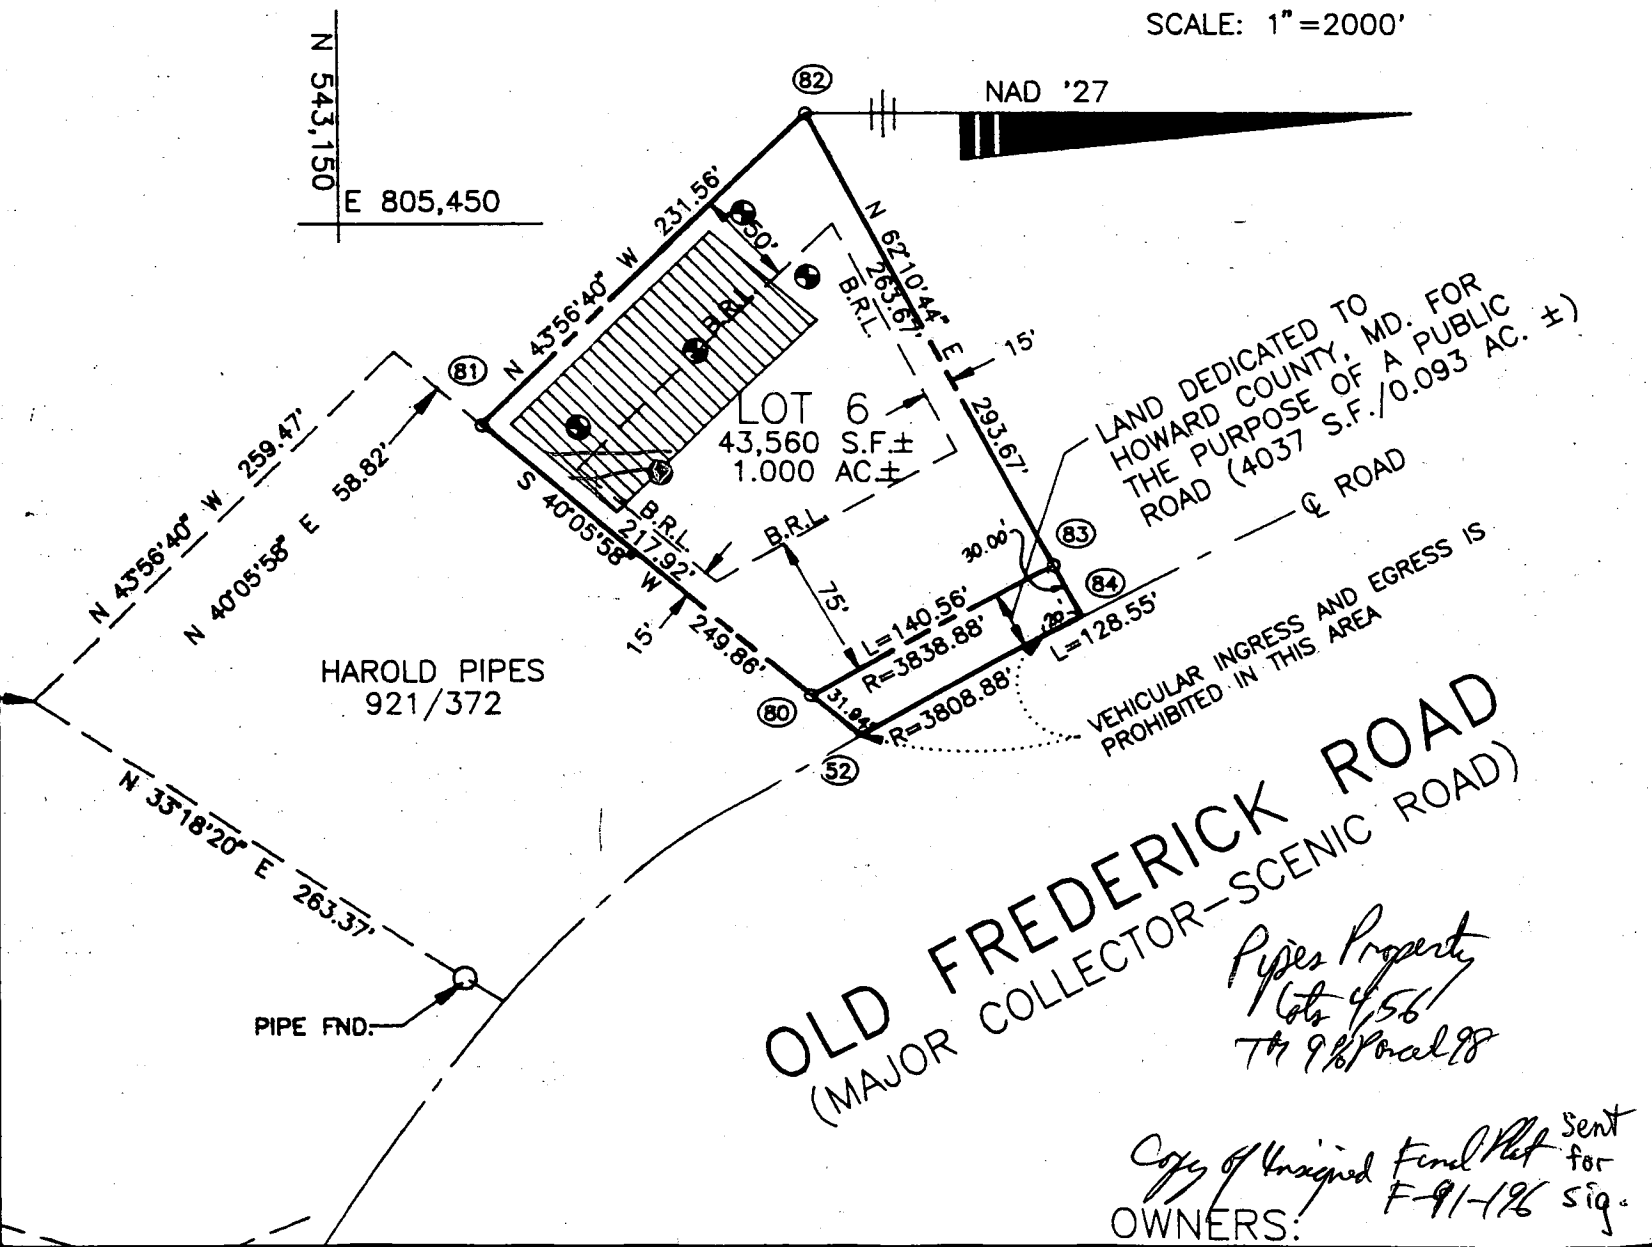 SCALE: 1"=2000'
N 543,150
E 805,450
82
NAD '27
N 43°56'40" W 231.56'
50'
B.R.L.
N 62°10'44" E 293.67'
263.67'
B.R.L.
15'
81
LOT 6
43,560 S.F.±
1.000 AC.±
S 40°05'58" W 249.86'
217.92'
B.R.L.
B.R.L.
15'
75'
N 43°56'40" W 259.47'
N 40°05'58" E 58.82'
LAND DEDICATED TO
HOWARD COUNTY, MD. FOR
THE PURPOSE OF A PUBLIC
ROAD (4037 S.F./0.093 AC. ±)
℄ ROAD
30.00'
83
84
20'
L=140.56'
R=3838.88'
L=128.55'
R=3808.88'
80
31.94'
52
VEHICULAR INGRESS AND EGRESS IS
PROHIBITED IN THIS AREA
HAROLD PIPES
921/372
N 33°18'20" E 263.37'
PIPE FND.
OLD FREDERICK ROAD
(MAJOR COLLECTOR-SCENIC ROAD)
Pipes Property
Lots 4,5 6
Parcel 98
Copy of Unsigned Final Plat sent
F-91-196 for
sig.
OWNERS: